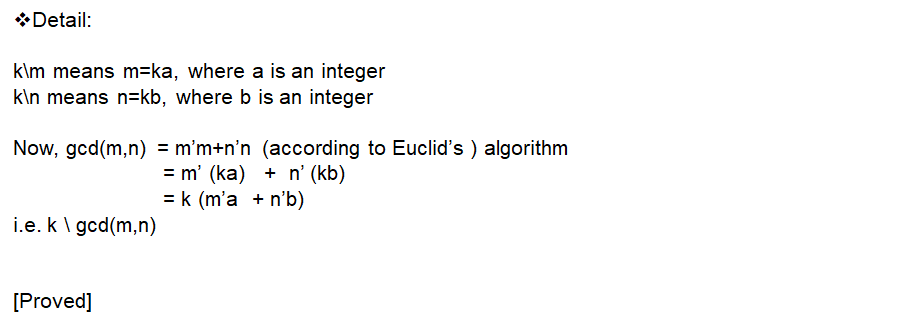 ❖Detail:
k\m means m=ka, where a is an integer
k\n means n=kb, where b is an integer
Now, gcd(m,n) = m’m+n’n (according to Euclid’s ) algorithm
= m’ (ka) + n’ (kb)
= k (m’a + n’b)
i.e. k \ gcd(m,n)
[Proved]